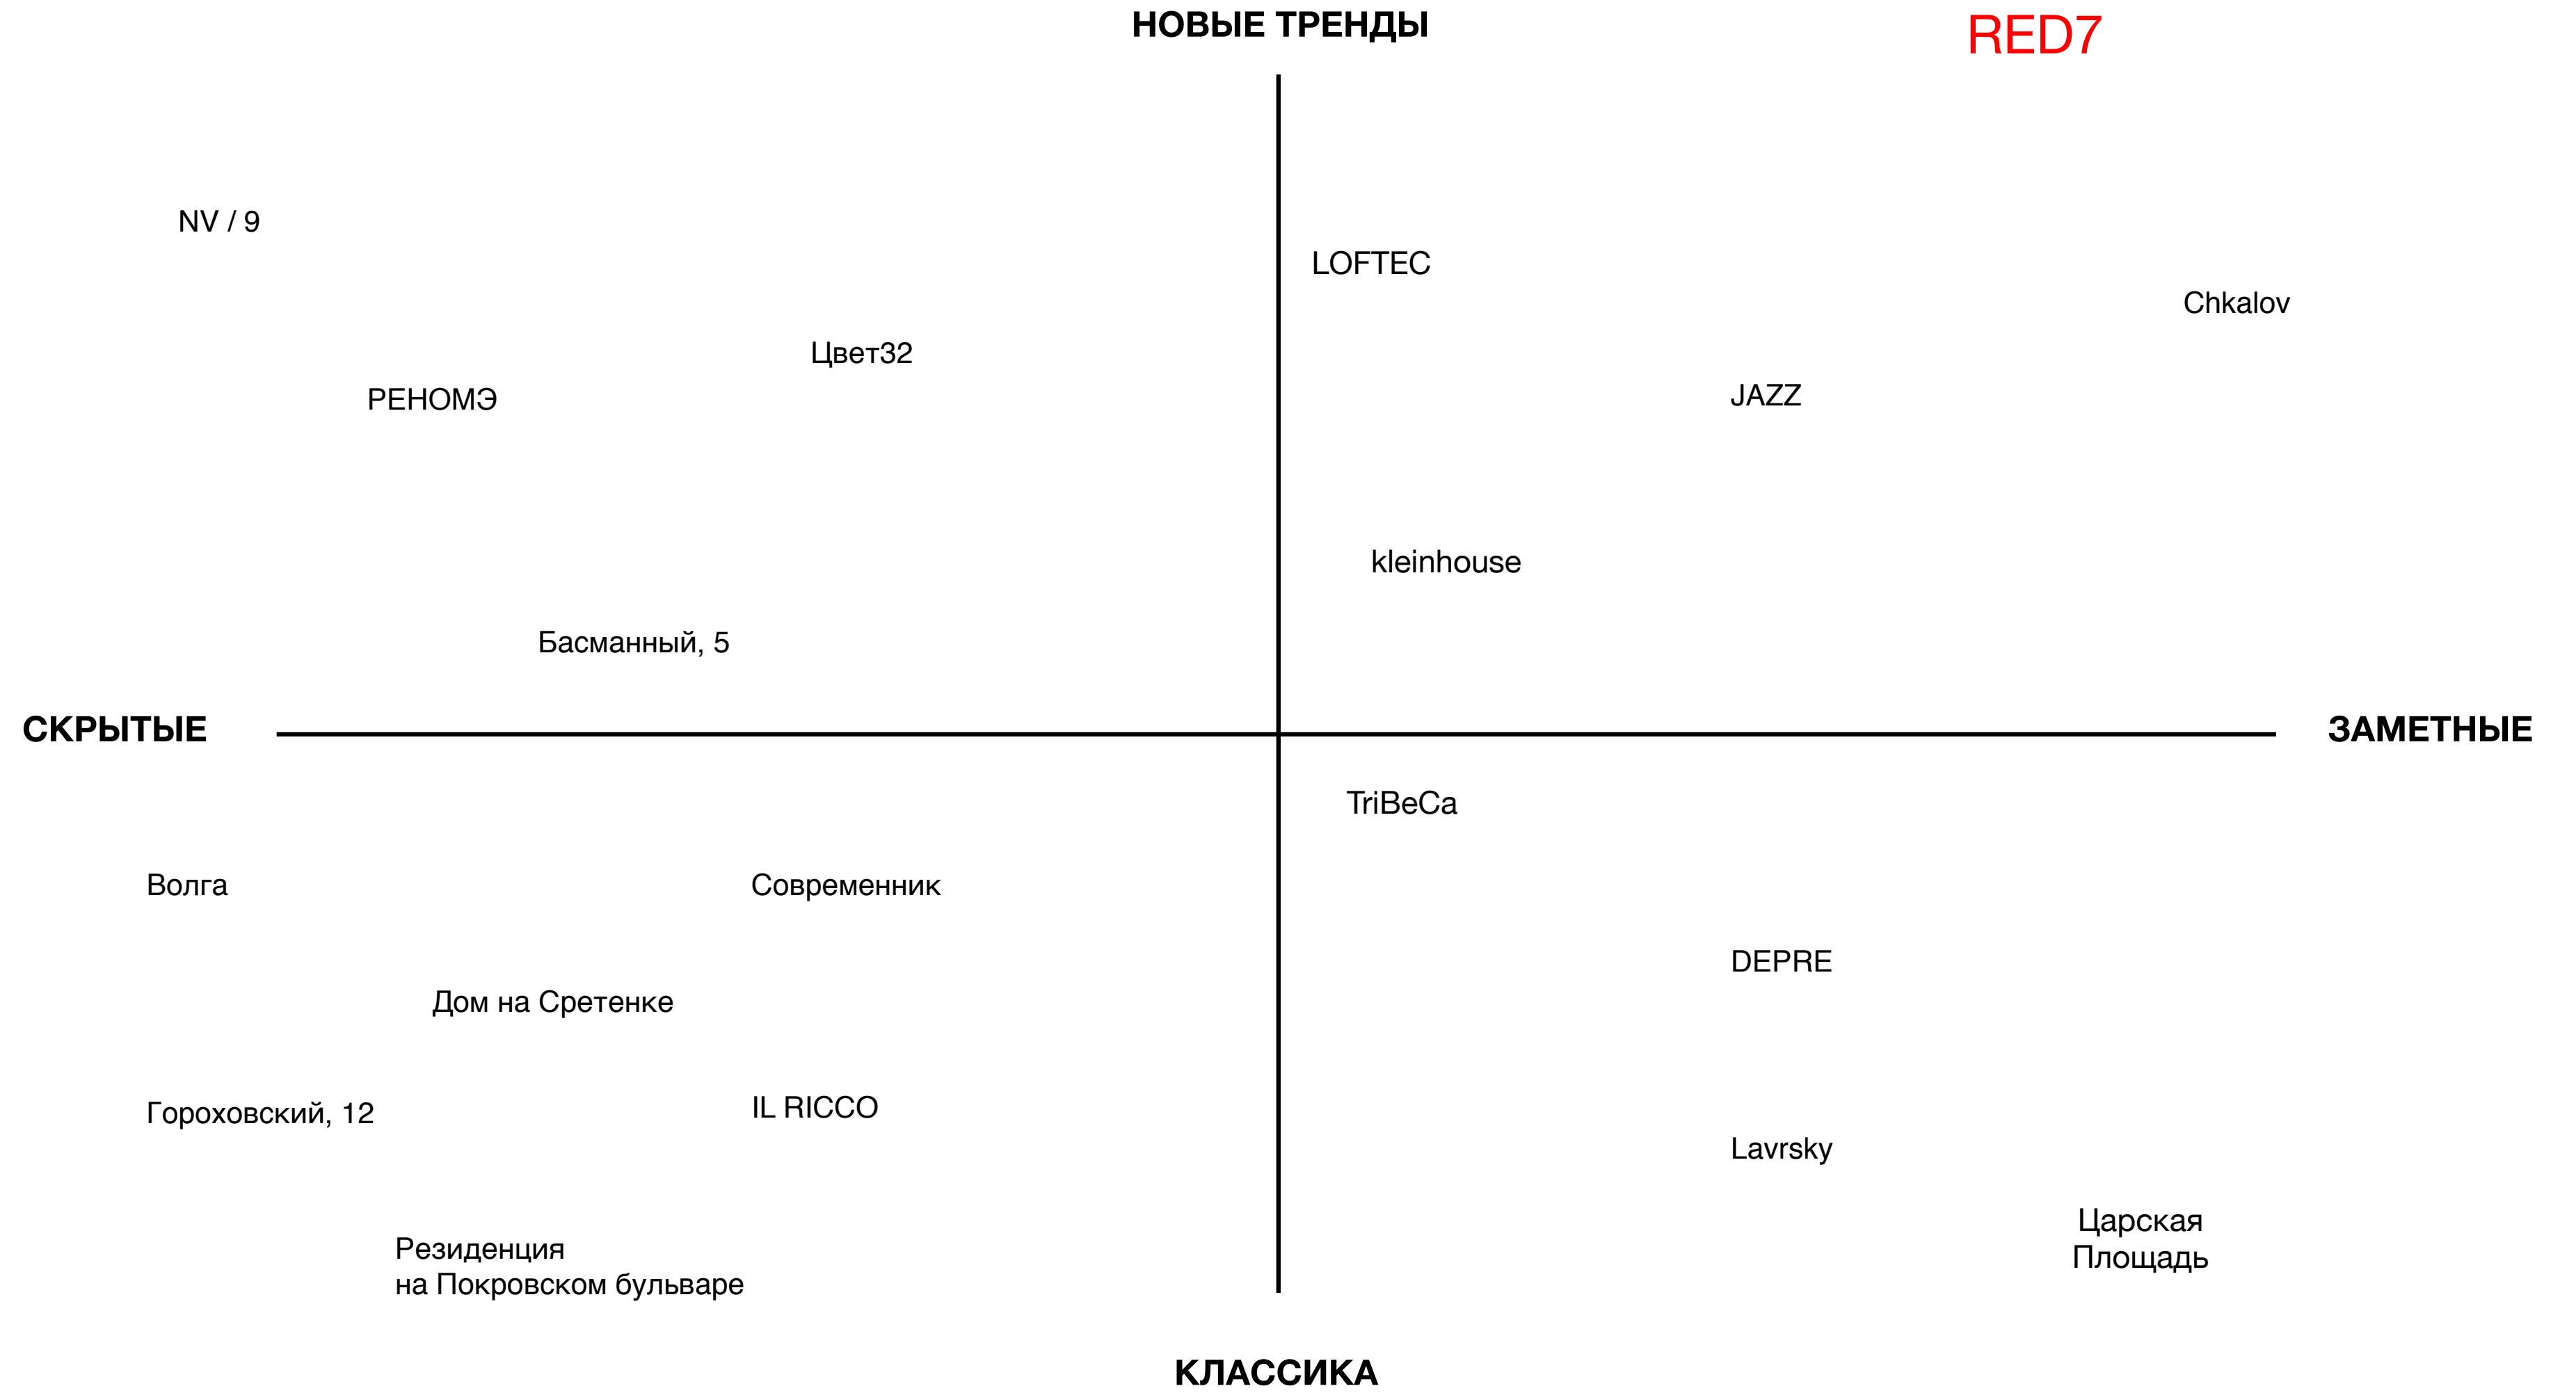 НОВЫЕ ТРЕНДЫ
RED7
NV / 9
LOFTEC
Chkalov
Цвет32
РЕНОМЭ
JAZZ
kleinhouse
Басманный, 5
СКРЫТЫЕ
ЗАМЕТНЫЕ
TriBeCa
Волга
Современник
DEPRE
Дом на Сретенке
Гороховский, 12
IL RICCO
Lavrsky
Царская
Площадь
Резиденция
на Покровском бульваре
КЛАССИКА